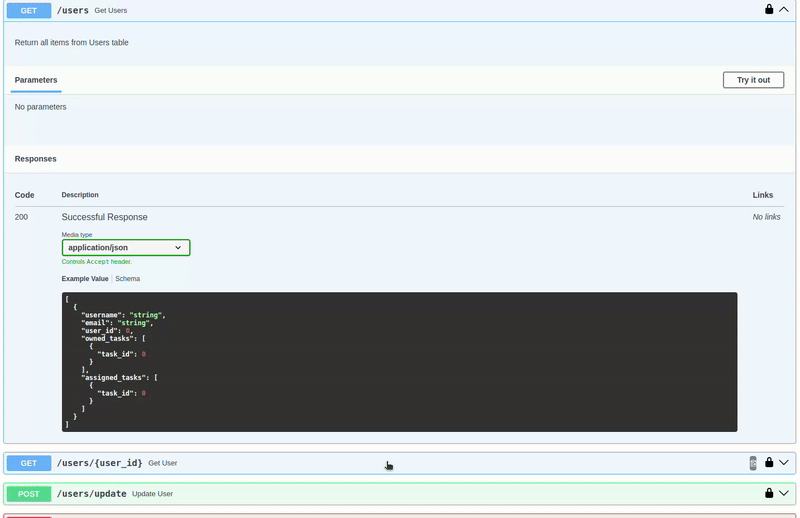 GET /users Get Users
Return all items from Users table
Parameters
Try it out
No parameters
Responses
Code Description Links
200 Successful Response No links
Media type
application/json
Controls Accept header.
Example Value Schema
[
  {
    "username": "string",
    "email": "string",
    "user_id": 0,
    "owned_tasks": [
      {
        "task_id": 0
      }
    ],
    "assigned_tasks": [
      {
        "task_id": 0
      }
    ]
  }
]
GET /users/{user_id} Get User
POST /users/update Update User